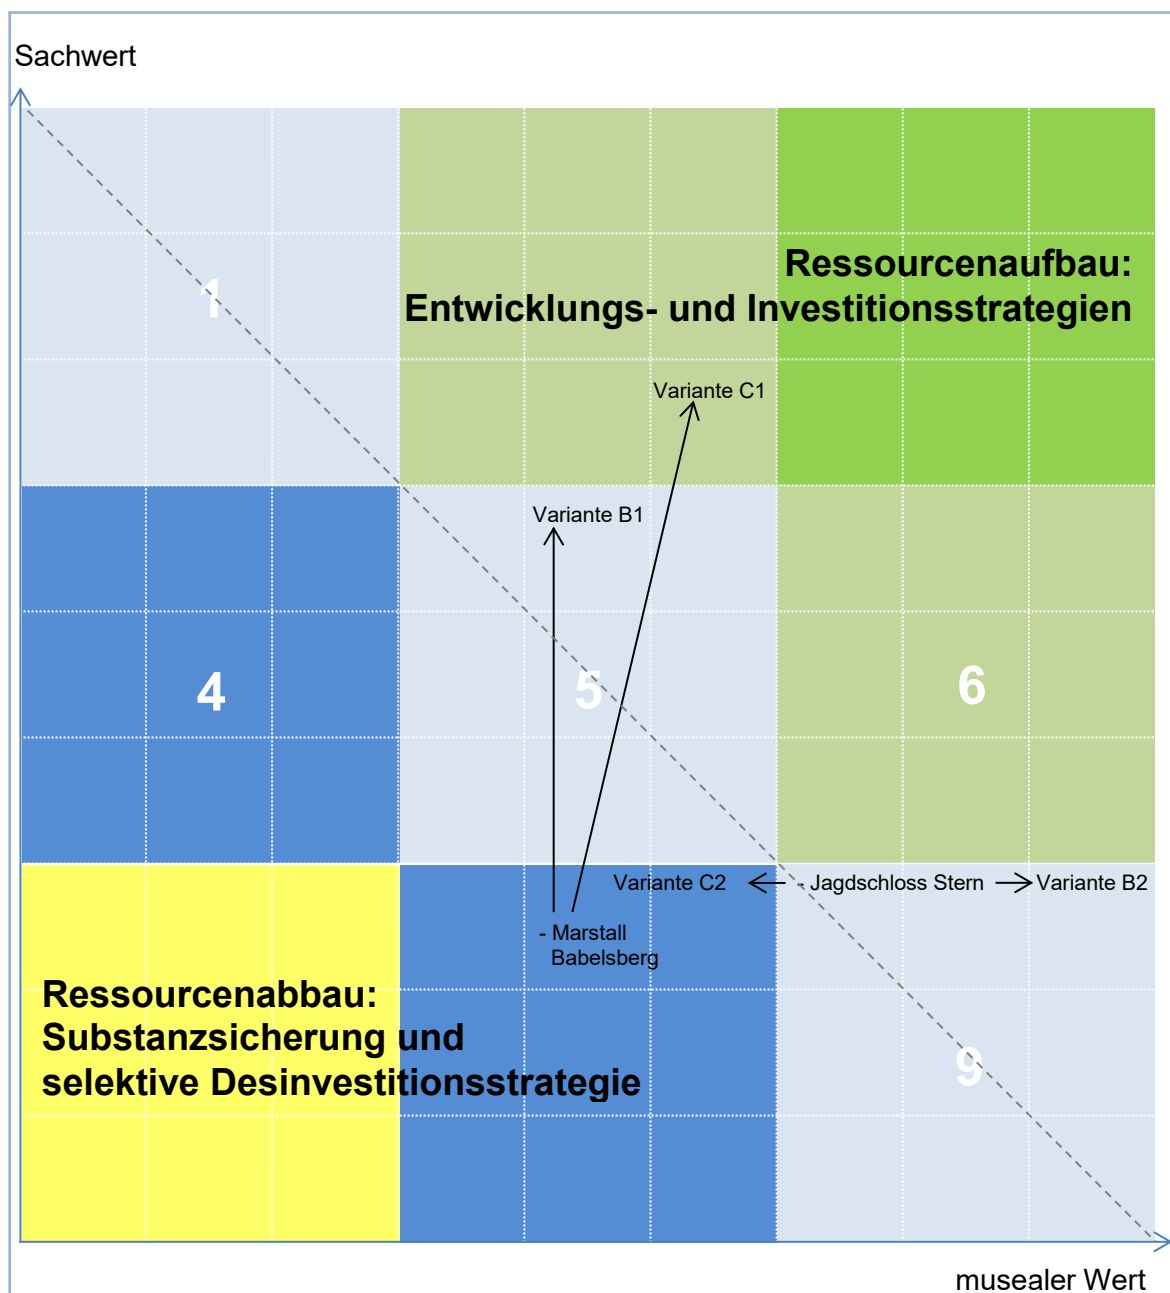 Sachwert
1
Ressourcenaufbau:
Entwicklungs- und Investitionsstrategien
Variante C1
Variante B1
4
5
6
Variante C2
- Jagdschloss Stern
Variante B2
- Marstall
Babelsberg
Ressourcenabbau:
Substanzsicherung und
selektive Desinvestitionsstrategie
9
musealer Wert